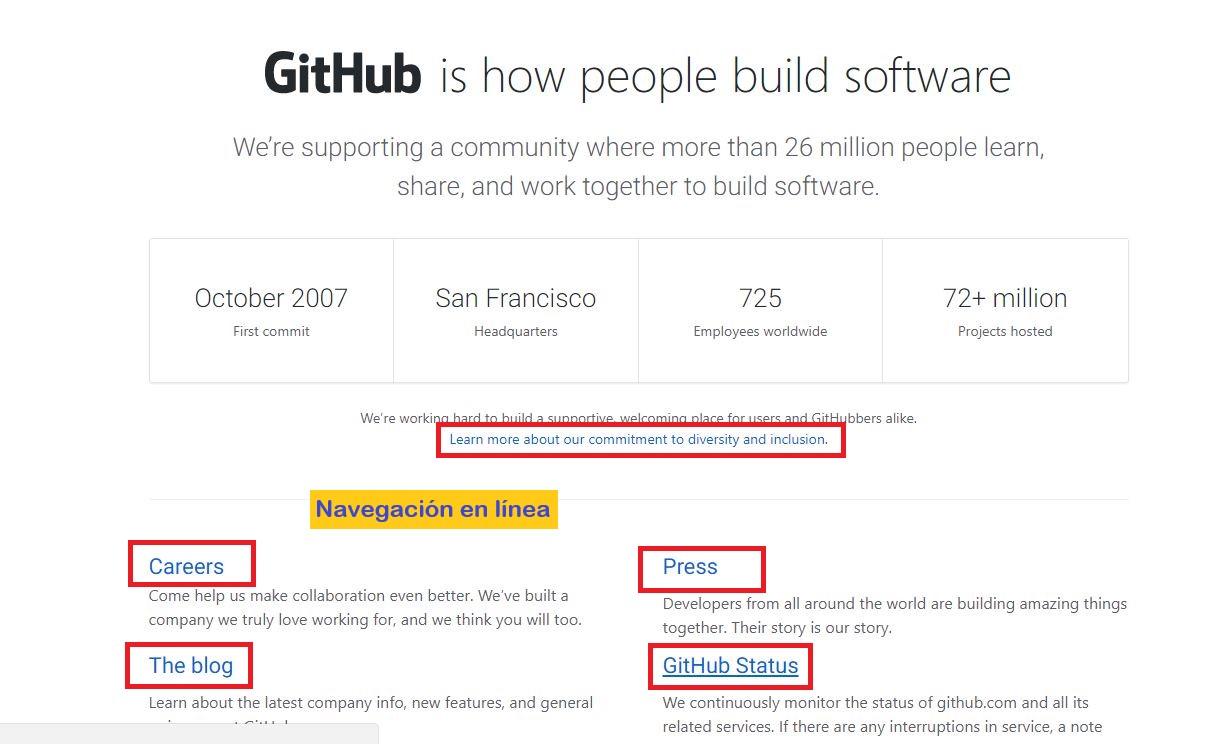 GitHub is how people build software
We’re supporting a community where more than 26 million people learn,
share, and work together to build software.
October 2007
First commit
San Francisco
Headquarters
725
Employees worldwide
72+ million
Projects hosted
We’re working hard to build a supportive, welcoming place for users and GitHubbers alike.
Learn more about our commitment to diversity and inclusion.
Navegación en línea
Careers
Come help us make collaboration even better. We’ve built a
company we truly love working for, and we think you will too.
Press
Developers from all around the world are building amazing things
together. Their story is our story.
The blog
Learn about the latest company info, new features, and general
GitHub Status
We continuously monitor the status of github.com and all its
related services. If there are any interruptions in service, a note